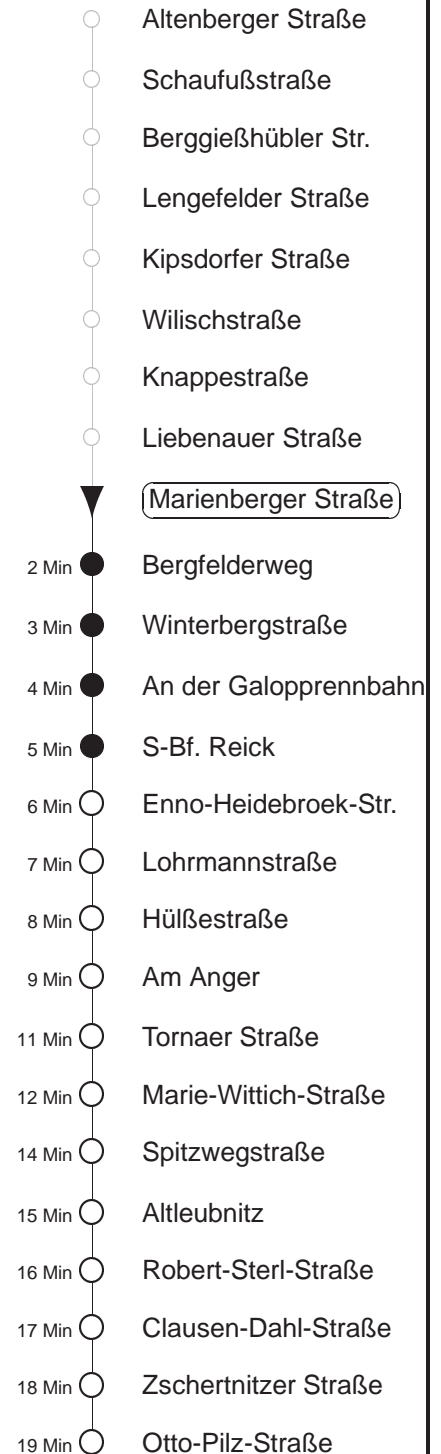 Altenberger Straße
Schaufußstraße
Berggießhübler Str.
Lengefelder Straße
Kipsdorfer Straße
Wilischstraße
Knappestraße
Liebenauer Straße
Marienberger Straße
2 Min Bergfelderweg
3 Min Winterbergstraße
4 Min An der Galopprennbahn
5 Min S-Bf. Reick
6 Min Enno-Heidebroek-Str.
7 Min Lohrmannstraße
8 Min Hülßestraße
9 Min Am Anger
11 Min Tornaer Straße
12 Min Marie-Wittich-Straße
14 Min Spitzwegstraße
15 Min Altleubnitz
16 Min Robert-Sterl-Straße
17 Min Clausen-Dahl-Straße
18 Min Zschertnitzer Straße
19 Min Otto-Pilz-Straße